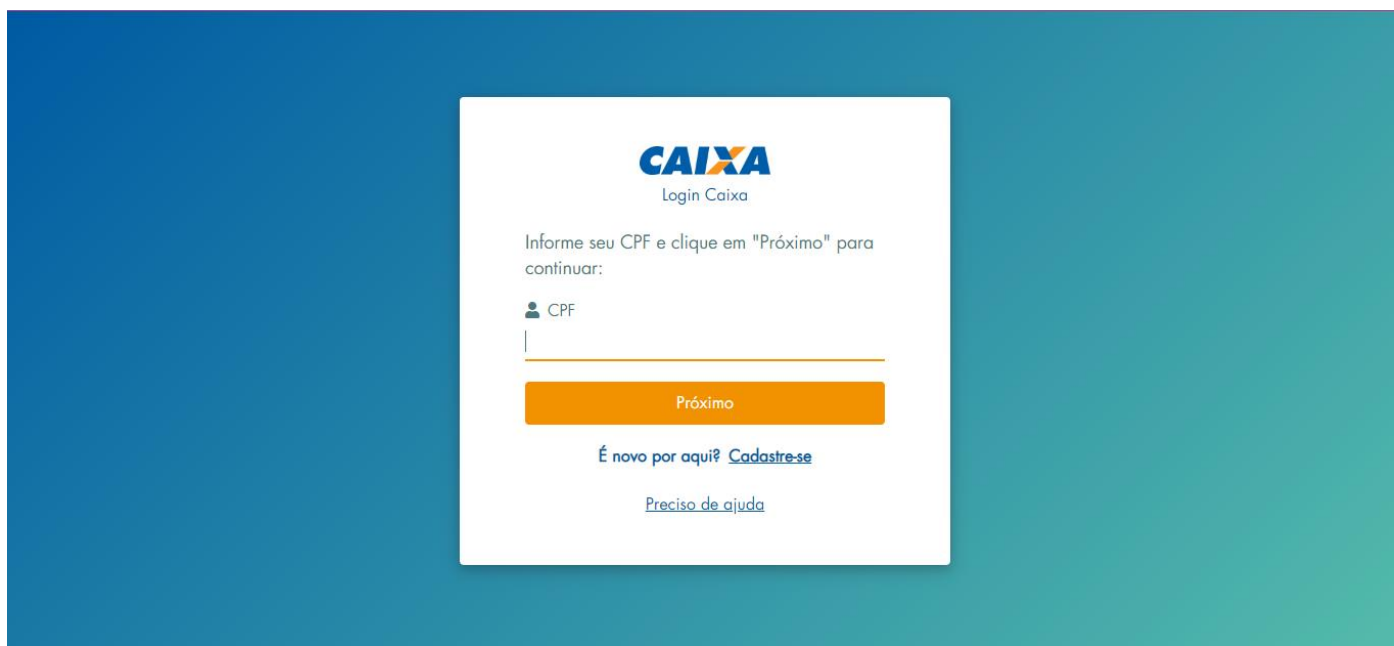 CAIXA
Login Caixa
Informe seu CPF e clique em "Próximo" para
continuar:
CPF
Próximo
É novo por aqui? Cadastre-se
Preciso de ajuda